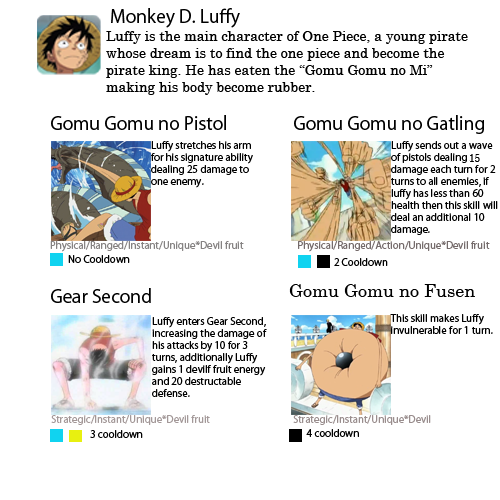 Monkey D. Luffy
Luffy is the main character of One Piece, a young pirate
whose dream is to find the one piece and become the
pirate king. He has eaten the “Gomu Gomu no Mi”
making his body become rubber.
Gomu Gomu no Pistol
Luffy stretches his arm
for his signature ability
dealing 25 damage to
one enemy.
Physical/Ranged/Instant/Unique*Devil fruit
No Cooldown
Gomu Gomu no Gatling
Luffy sends out a wave
of pistols dealing 15
damage each turn for 2
turns to all enemies, if
luffy has less than 60
health then this skill will
deal an additional 10
damage.
Physical/Ranged/Action/Unique*Devil fruit
2 Cooldown
Gear Second
Luffy enters Gear Second,
increasing the damage of
his attacks by 10 for 3
turns, additionally Luffy
gains 1 devilf fruit energy
and 20 destructable
defense.
Strategic/Instant/Unique*Devil fruit
3 cooldown
Gomu Gomu no Fusen
This skill makes Luffy
Invulnerable for 1 turn.
Strategic/Instant/Unique*Devil
4 cooldown